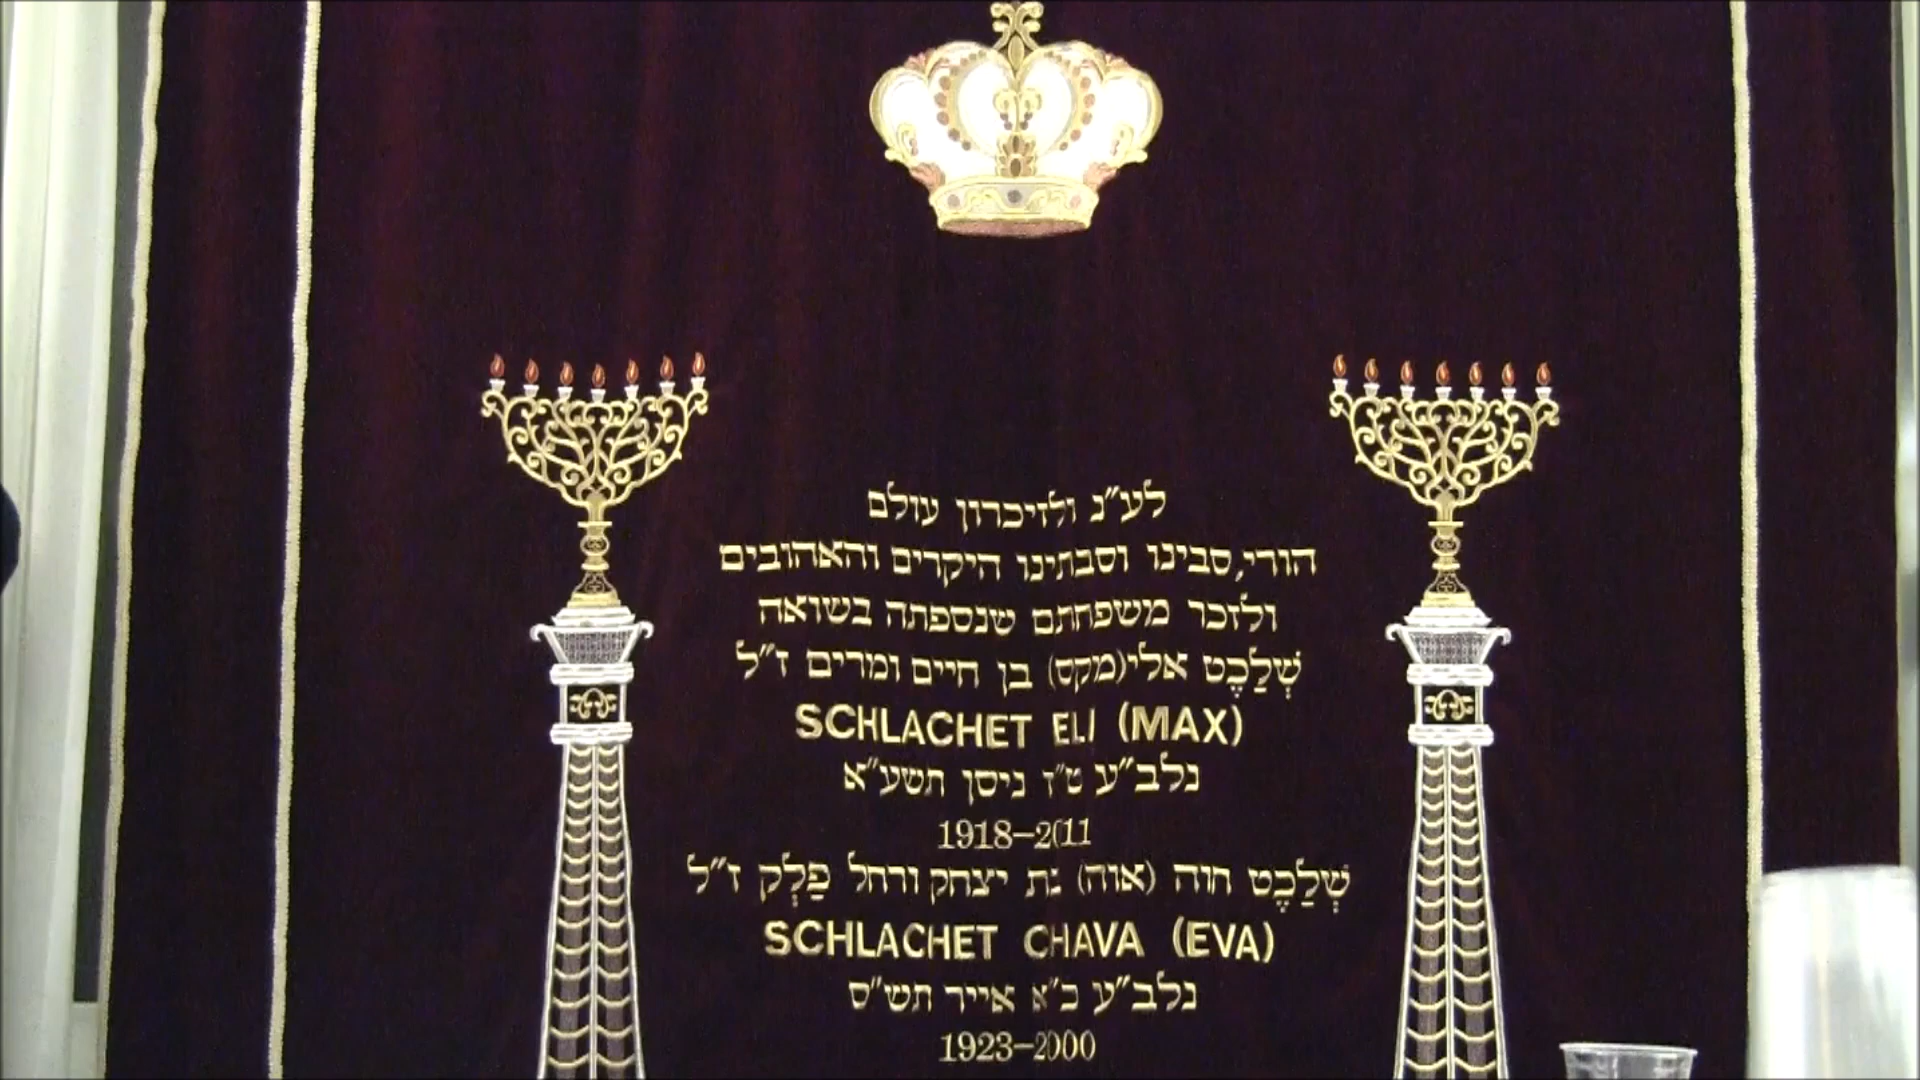 לע"נ ולזיכרון עולם
הורי,סבינו וסבתינו היקרים והאהובים
ולזכר משפחתם שנספתה בשואה
שְׁלַכֶט אלי(מקס) בן חיים ומרים ז"ל
SCHLACHET ELI (MAX)
נלב"ע ט"ז ניסן תשע"א
1918–2011
שְׁלַכֶט חוה (אוה) בת יצחק ורחל פַלְק ז"ל
SCHLACHET CHAVA (EVA)
נלב"ע כ"א אייר תש"ס
1923–2000